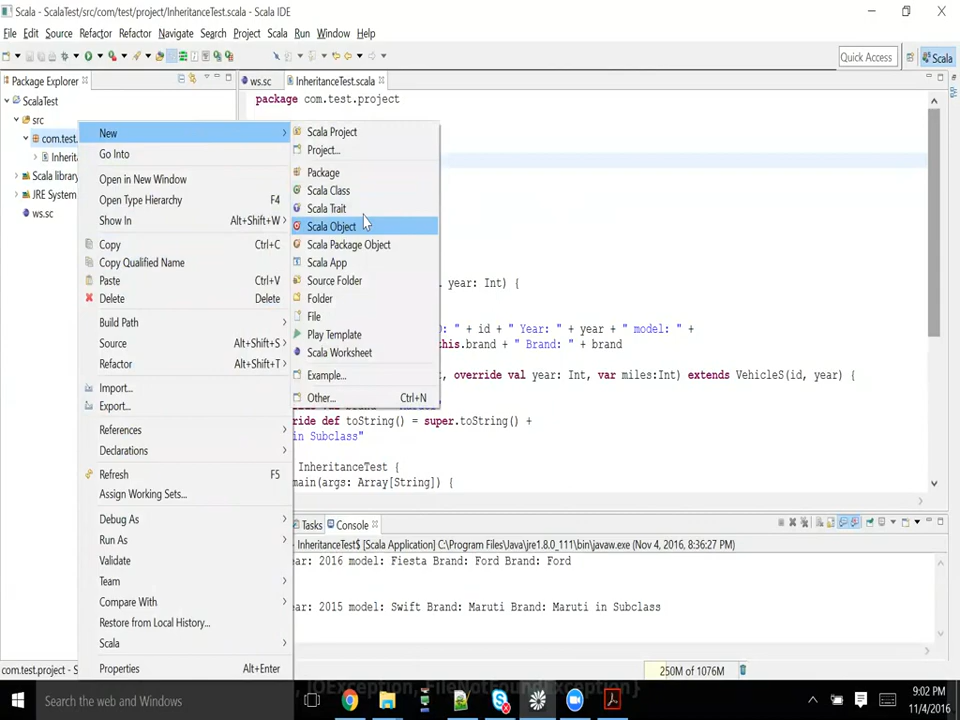 Scala - ScalaTest/src/com/test/project/InheritanceTest.scala - Scala IDE
File Edit Source Refactor Refactor Navigate Search Project Scala Run Window Help
Quick Access
Scala
Package Explorer
ws.sc
InheritanceTest.scala
ScalaTest
src
com.test.
Inherit
Scala library
JRE System
ws.sc
New
Go Into
Open in New Window
Open Type Hierarchy F4
Show In Alt+Shift+W
Copy Ctrl+C
Copy Qualified Name
Paste Ctrl+V
Delete Delete
Build Path
Source Alt+Shift+S
Refactor Alt+Shift+T
Import...
Export...
References
Declarations
Refresh F5
Assign Working Sets...
Debug As
Run As
Validate
Team
Compare With
Restore from Local History...
Scala
Properties Alt+Enter
Scala Project
Project...
Package
Scala Class
Scala Trait
Scala Object
Scala Package Object
Scala App
Source Folder
Folder
File
Play Template
Scala Worksheet
Example...
Other... Ctrl+N
package com.test.project
year: Int) {
: " + id + " Year: " + year + " model: " +
his.brand + " Brand: " + brand
, override val year: Int, var miles:Int) extends VehicleS(id, year) {
ride def toString() = super.toString() +
in Subclass"
InheritanceTest {
main(args: Array[String]) {
Tasks
Console
InheritanceTest$ [Scala Application] C:\Program Files\Java\jre1.8.0_111\bin\javaw.exe (Nov 4, 2016, 8:36:27 PM)
ear: 2016 model: Fiesta Brand: Ford Brand: Ford
ear: 2015 model: Swift Brand: Maruti Brand: Maruti in Subclass
com.test.project
250M of 1076M
, IOException, FileNotFoundException}
Search the web and Windows
9:02 PM
11/4/2016